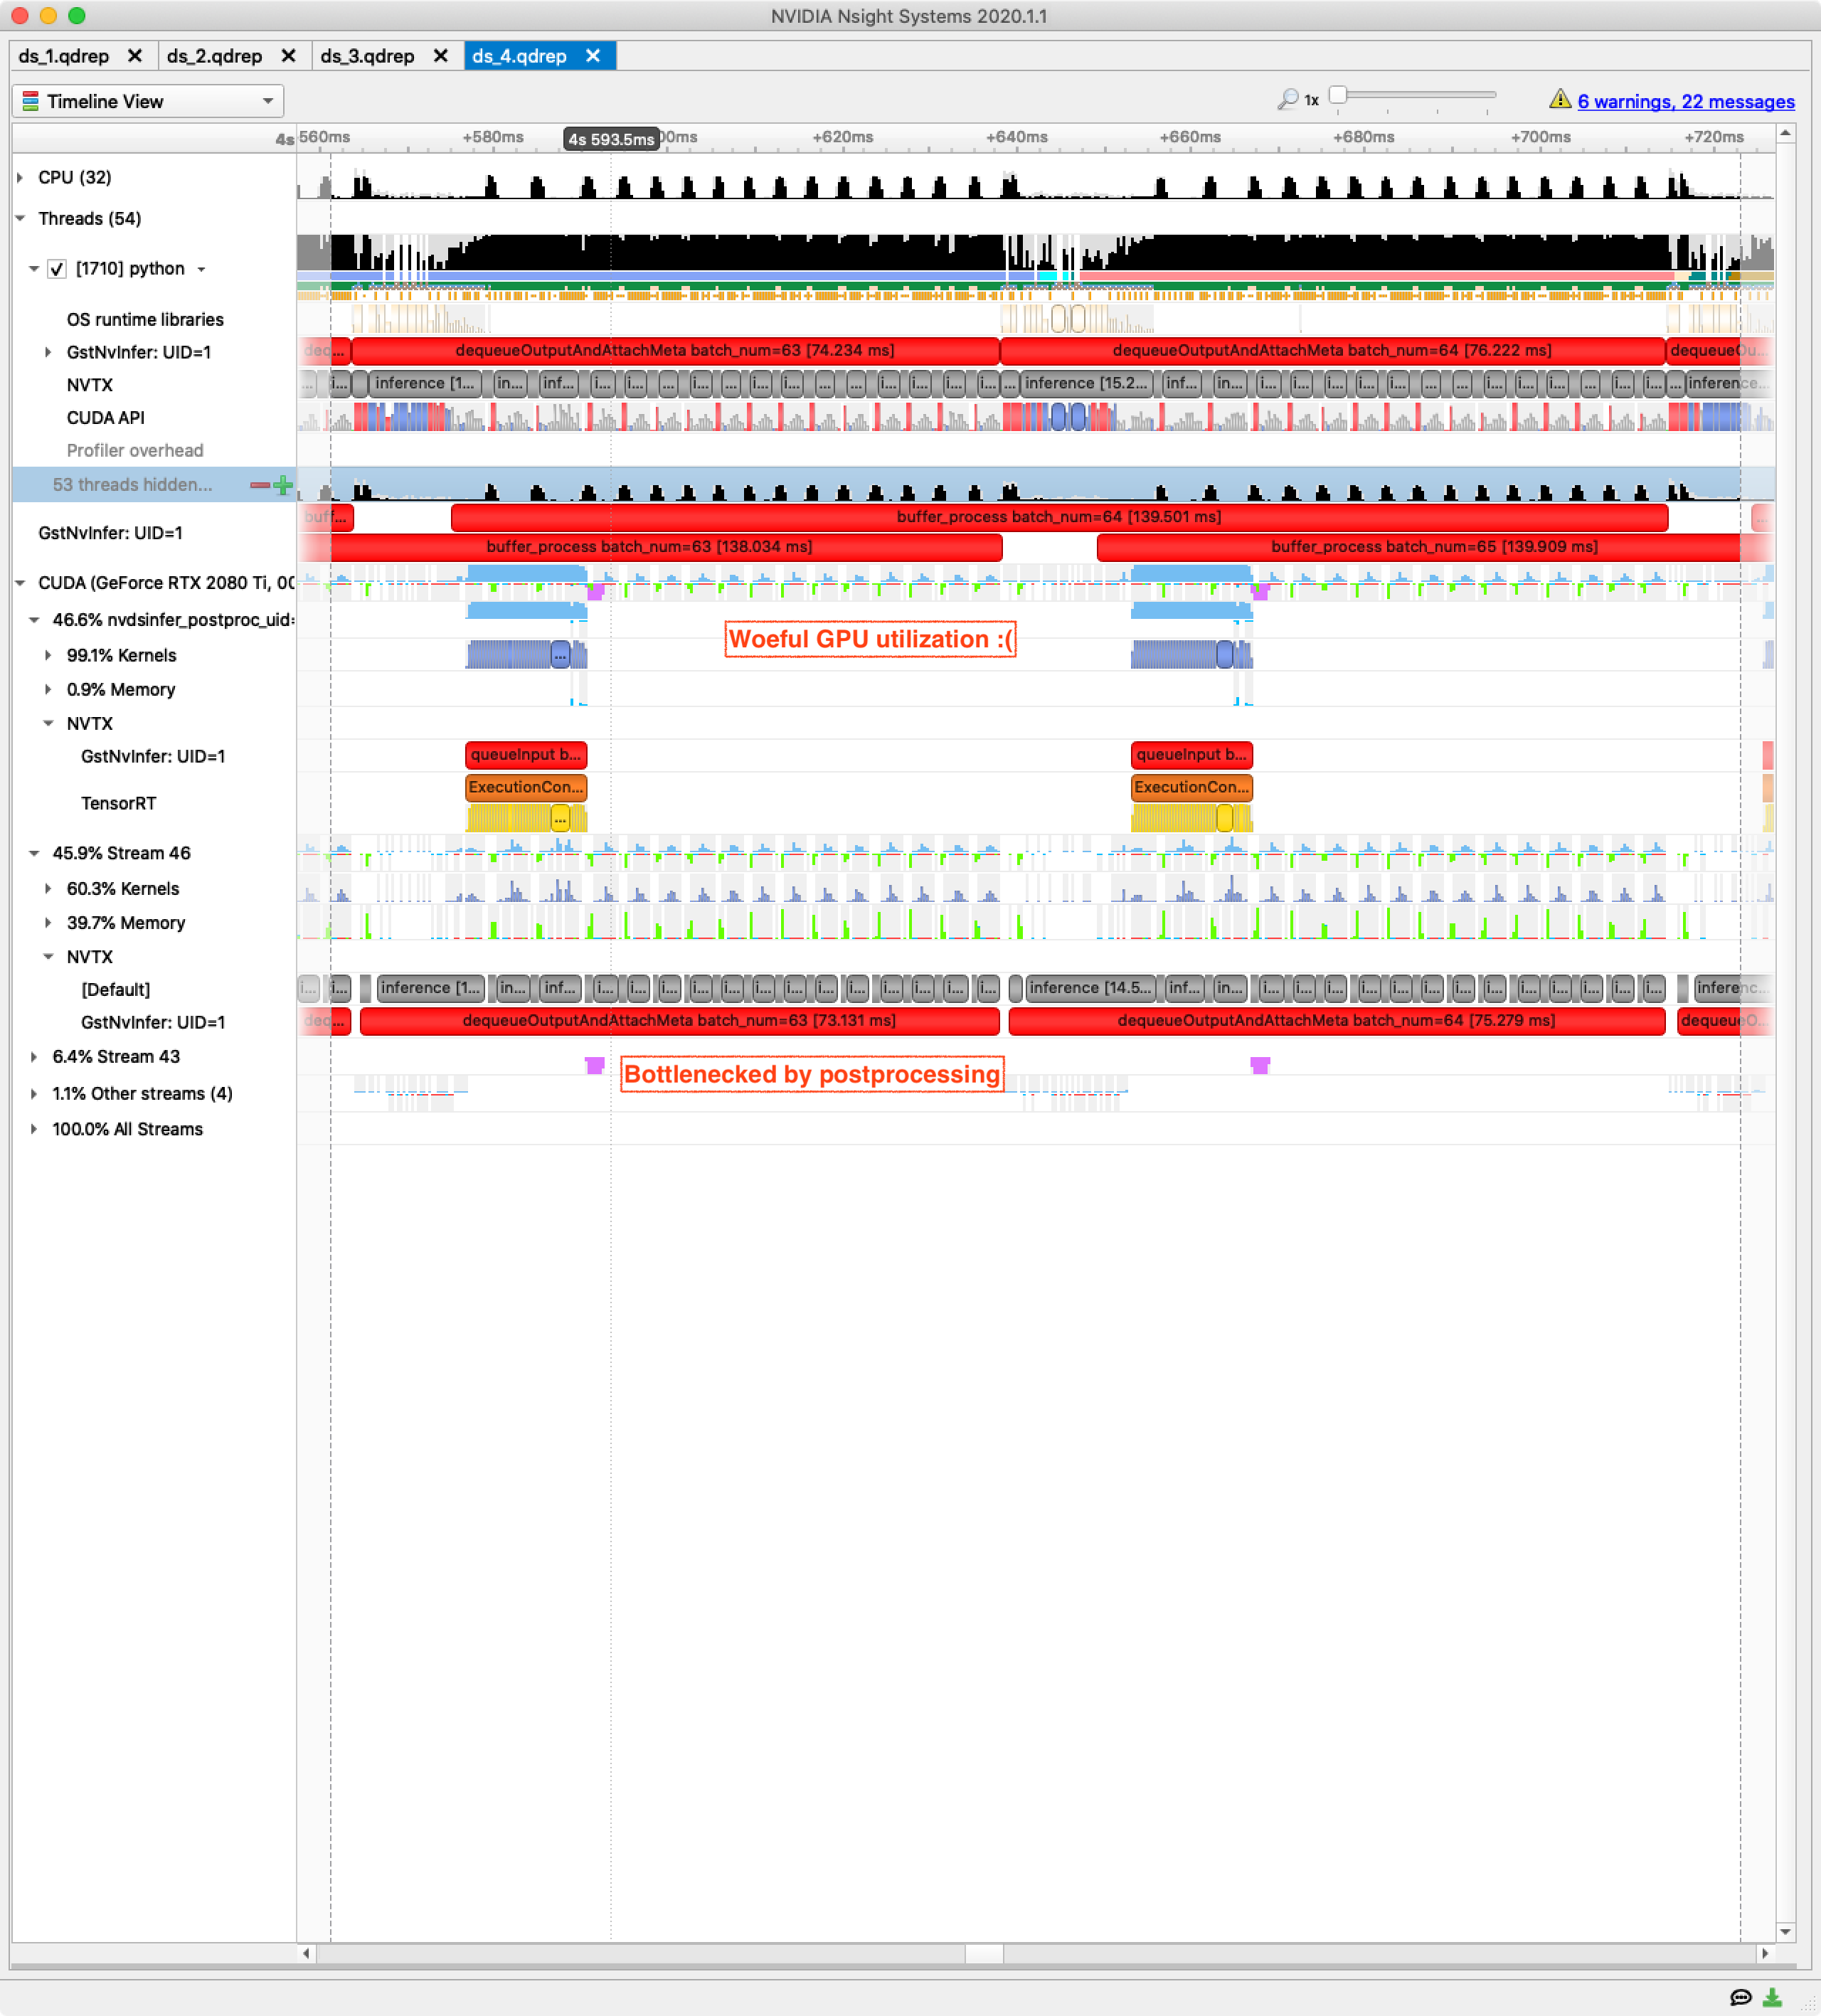 NVIDIA Nsight Systems 2020.1.1
ds_1.qdrep ds_2.qdrep ds_3.qdrep ds_4.qdrep
Timeline View 1x 6 warnings, 22 messages
4s 560ms +580ms 4s 593.5ms 00ms +620ms +640ms +660ms +680ms +700ms +720ms
CPU (32)
Threads (54)
[1710] python
OS runtime libraries
GstNvInfer: UID=1 deq... dequeueOutputAndAttachMeta batch_num=63 [74.234 ms] dequeueOutputAndAttachMeta batch_num=64 [76.222 ms] dequeueOu...
NVTX ... i... inference [1... in... inf... i... i... ... i... ... i... ... i... ... i... i... i... i... ... inference [15.2... inf... in... i... i... i... i... i... ... i... ... i... i... ... i... i... ... inference...
CUDA API
Profiler overhead
53 threads hidden...
buff... buffer_process batch_num=64 [139.501 ms] ...
GstNvInfer: UID=1
buffer_process batch_num=63 [138.034 ms] buffer_process batch_num=65 [139.909 ms]
CUDA (GeForce RTX 2080 Ti, 00
46.6% nvdsinfer_postproc_uid=
Woeful GPU utilization :(
99.1% Kernels ...
0.9% Memory
NVTX
GstNvInfer: UID=1 queueInput b... queueInput b...
ExecutionCon... ExecutionCon...
TensorRT ...
45.9% Stream 46
60.3% Kernels
39.7% Memory
NVTX
[Default] i... i... inference [1... in... inf... i... i... i... i... i... i... i... i... i... i... i... i... i... inference [14.5... inf... in... i... i... i... i... i... i... i... i... i... i... i... i... i... inferenc...
GstNvInfer: UID=1 deq... dequeueOutputAndAttachMeta batch_num=63 [73.131 ms] dequeueOutputAndAttachMeta batch_num=64 [75.279 ms] dequeueO...
6.4% Stream 43
Bottlenecked by postprocessing
1.1% Other streams (4)
100.0% All Streams